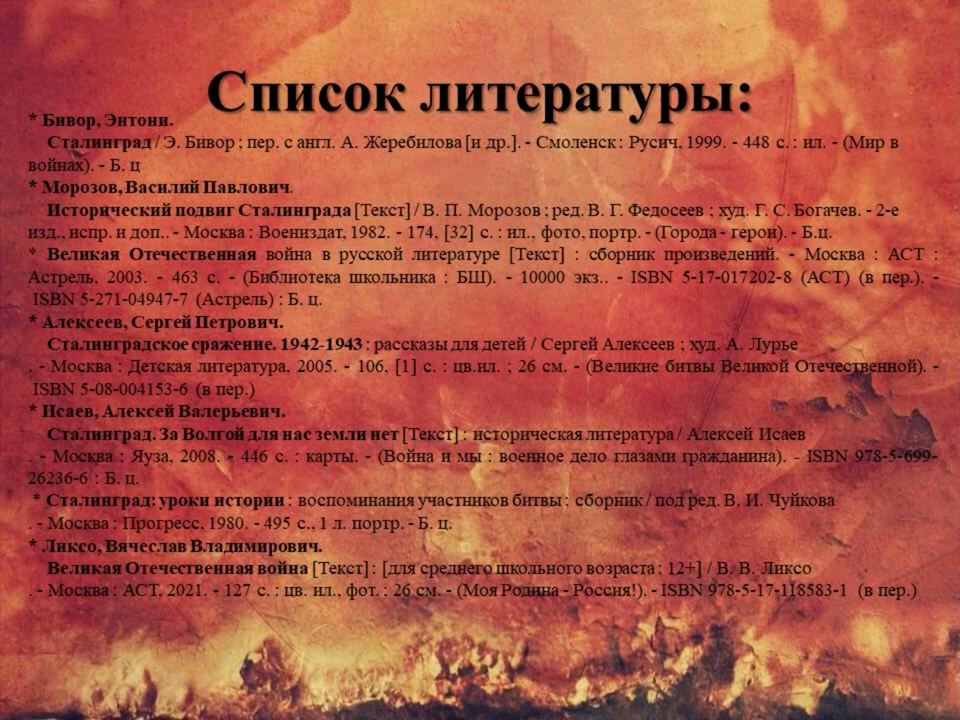 Список литературы:
* Бивор, Энтони.
Сталинград / Э. Бивор ; пер. с англ. А. Жеребилова [и др.]. - Смоленск : Русич, 1999. - 448 с. : ил. - (Мир в
войнах). - Б. ц
* Морозов, Василий Павлович.
Исторический подвиг Сталинграда [Текст] / В. П. Морозов ; ред. В. Г. Федосеев ; худ. Г. С. Богачев. - 2-е
изд., испр. и доп.. - Москва : Воениздат, 1982. - 174, [32] с. : ил., фото, портр. - (Города - герои). - Б.ц.
* Великая Отечественная война в русской литературе [Текст] : сборник произведений. - Москва : АСТ :
Астрель, 2003. - 463 с. - (Библиотека школьника : БШ). - 10000 экз.. - ISBN 5-17-017202-8 (АСТ) (в пер.). -
ISBN 5-271-04947-7 (Астрель) : Б. ц.
* Алексеев, Сергей Петрович.
Сталинградское сражение. 1942-1943 : рассказы для детей / Сергей Алексеев ; худ. А. Лурье
. - Москва : Детская литература, 2005. - 106, [1] с. : цв.ил. ; 26 см. - (Великие битвы Великой Отечественной). -
ISBN 5-08-004153-6 (в пер.)
* Исаев, Алексей Валерьевич.
Сталинград. За Волгой для нас земли нет [Текст] : историческая литература / Алексей Исаев
. - Москва : Яуза, 2008. - 446 с. : карты. - (Война и мы : военное дело глазами гражданина). - ISBN 978-5-699-
26236-6 : Б. ц.
* Сталинград: уроки истории : воспоминания участников битвы : сборник / под ред. В. И. Чуйкова
. - Москва : Прогресс, 1980. - 495 с., 1 л. портр. - Б. ц.
* Ликсо, Вячеслав Владимирович.
Великая Отечественная война [Текст] : [для среднего школьного возраста : 12+] / В. В. Ликсо
. - Москва : АСТ, 2021. - 127 с. : цв. ил., фот. ; 26 см. - (Моя Родина - Россия!). - ISBN 978-5-17-118583-1 (в пер.)